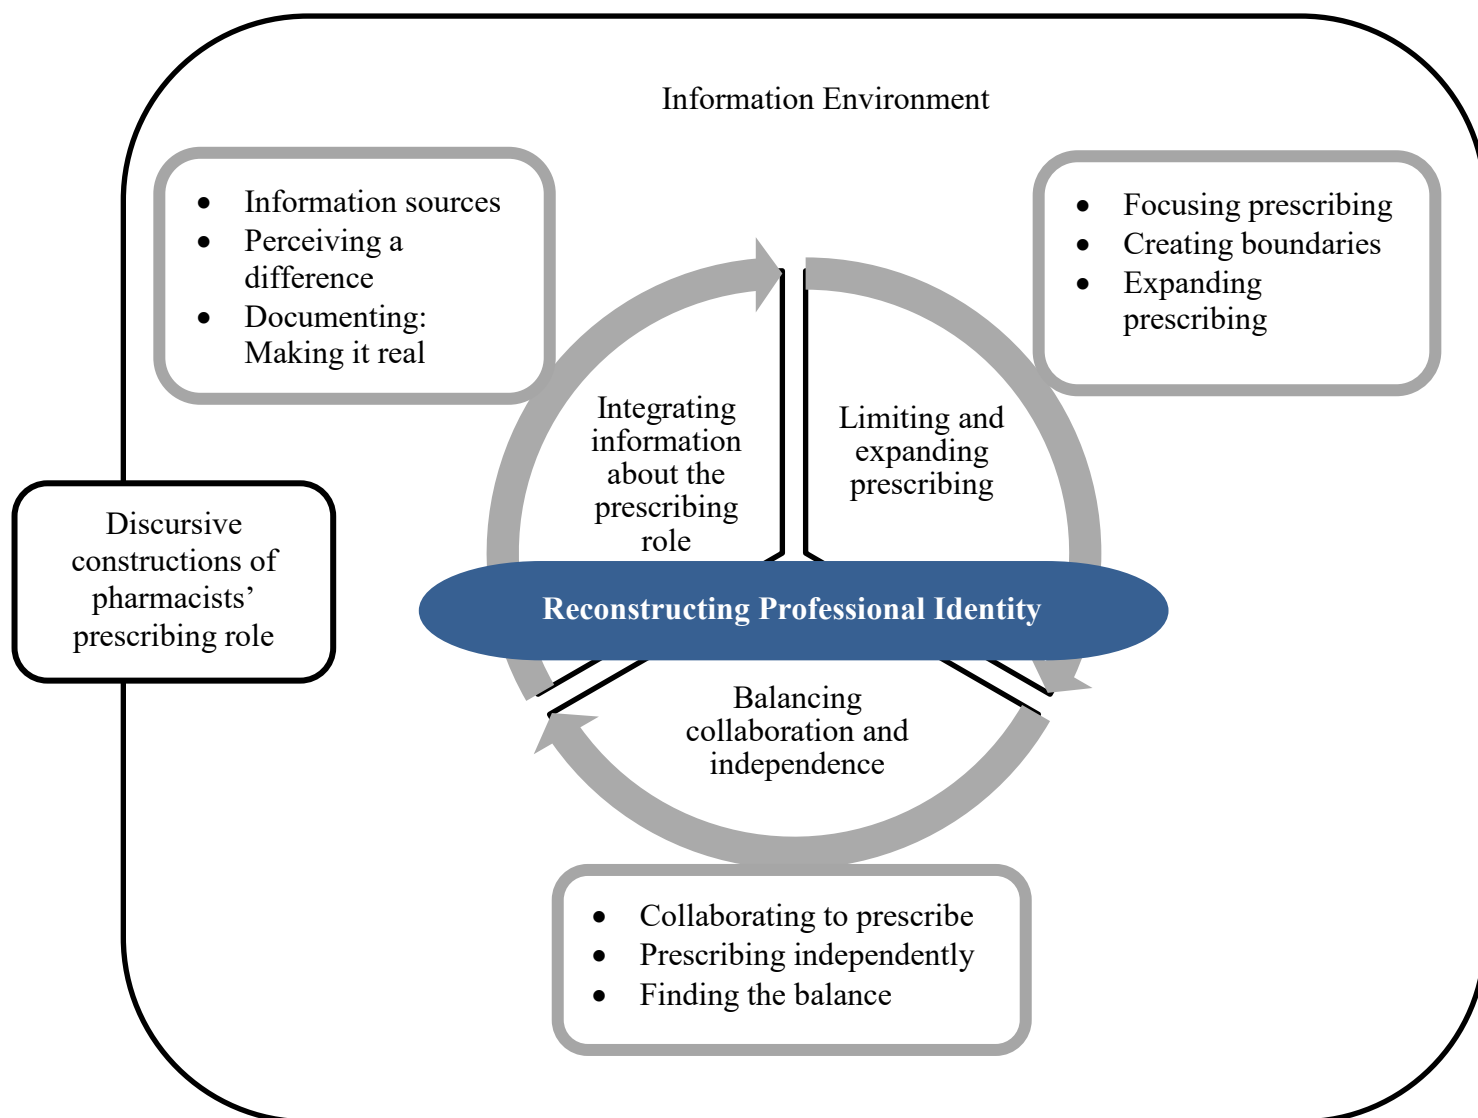 Information Environment
• Information sources
• Perceiving a
difference
• Documenting:
Making it real
• Focusing prescribing
• Creating boundaries
• Expanding
prescribing
Integrating
information
about the
prescribing
role
Limiting and
expanding
prescribing
Discursive
constructions of
pharmacists’
prescribing role
Reconstructing Professional Identity
Balancing
collaboration and
independence
• Collaborating to prescribe
• Prescribing independently
• Finding the balance